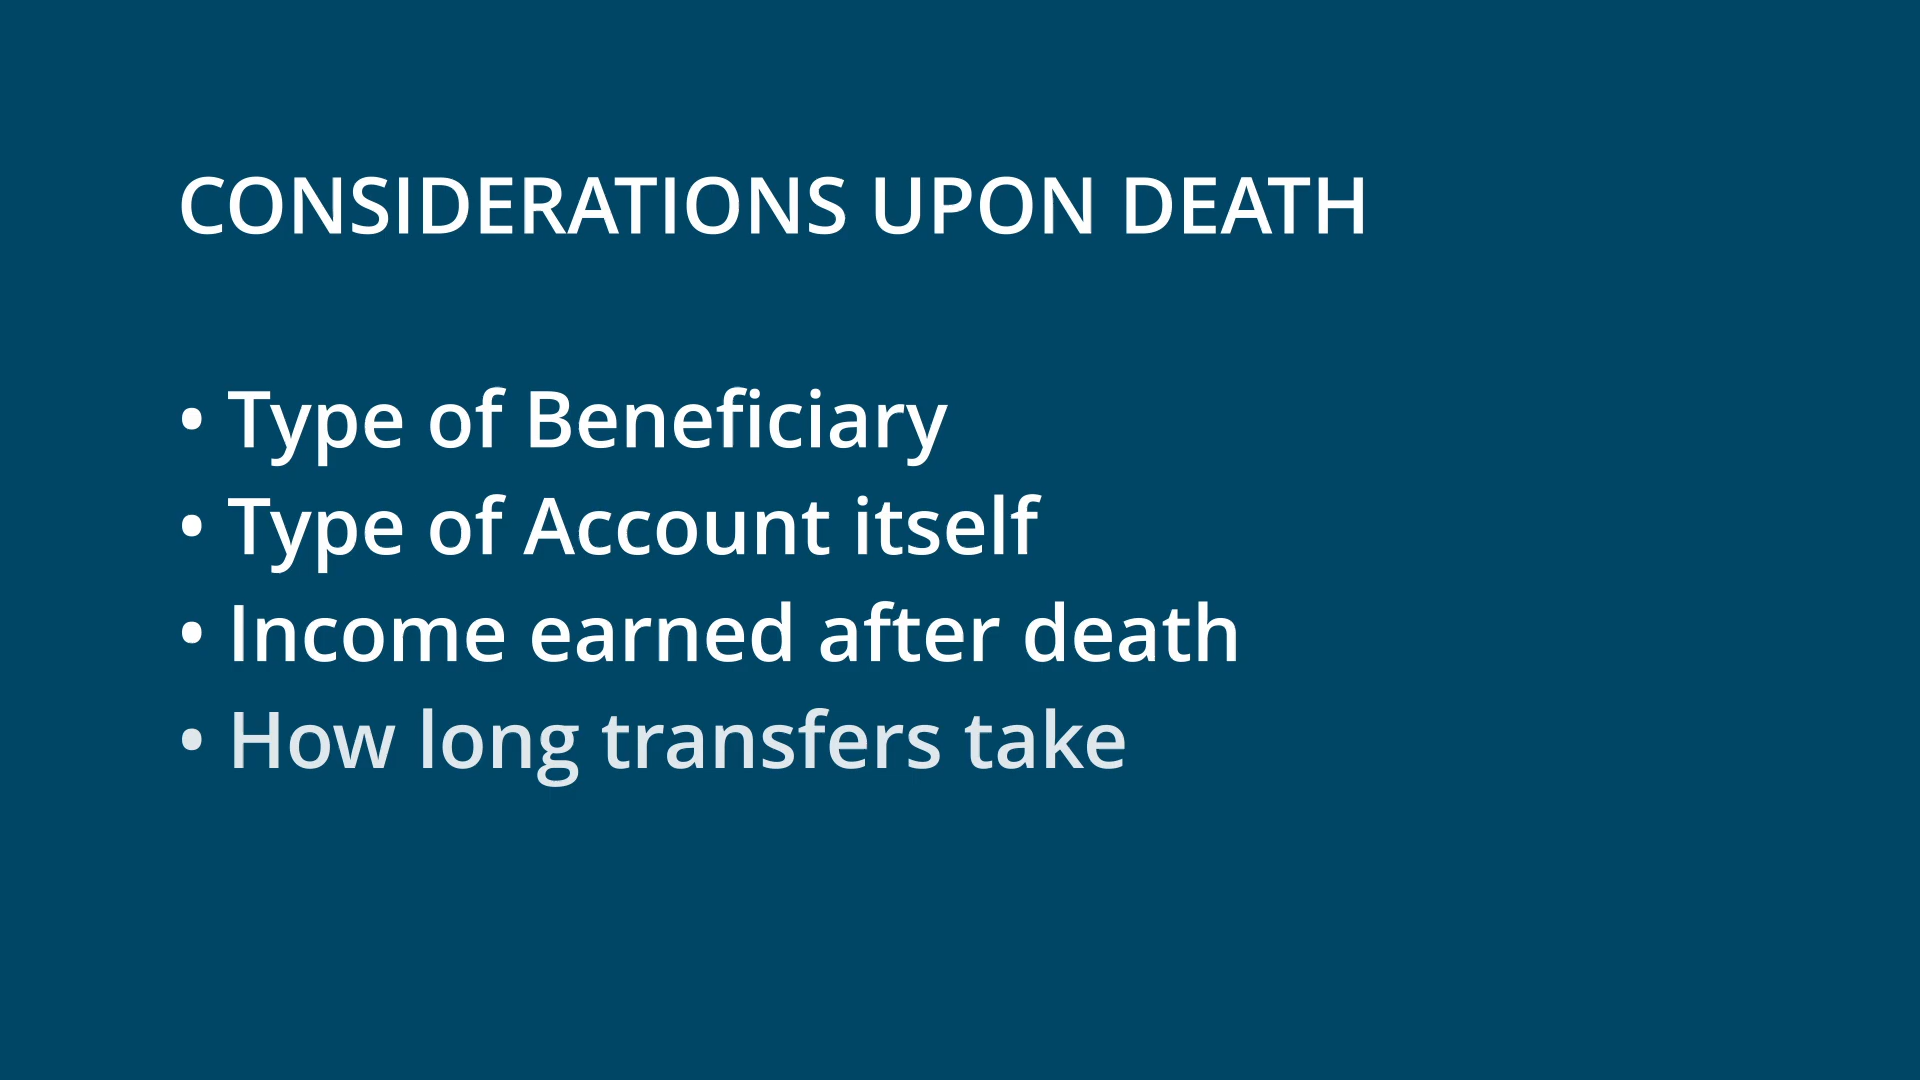 CONSIDERATIONS UPON DEATH
• Type of Beneficiary
• Type of Account itself
• Income earned after death
• How long transfers take